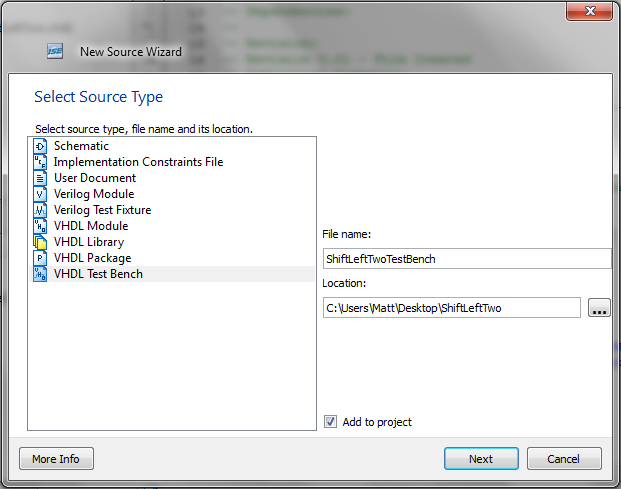 ISE New Source Wizard
Select Source Type
Select source type, file name and its location.
Schematic
Implementation Constraints File
User Document
Verilog Module
Verilog Test Fixture
VHDL Module
VHDL Library
VHDL Package
VHDL Test Bench
File name:
ShiftLeftTwoTestBench
Location:
C:\Users\Matt\Desktop\ShiftLeftTwo
...
Add to project
More Info
Next
Cancel